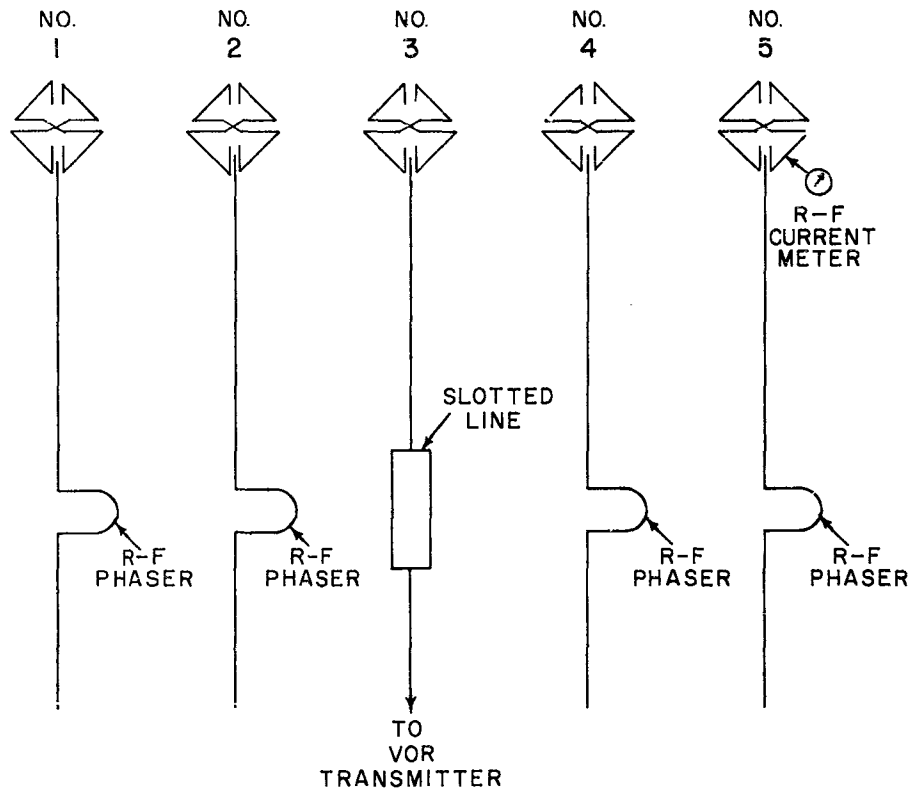 NO.
1
NO.
2
NO.
3
NO.
4
NO.
5
R-F
CURRENT
METER
SLOTTED
LINE
R-F
PHASER
R-F
PHASER
R-F
PHASER
R-F
PHASER
TO
VOR
TRANSMITTER